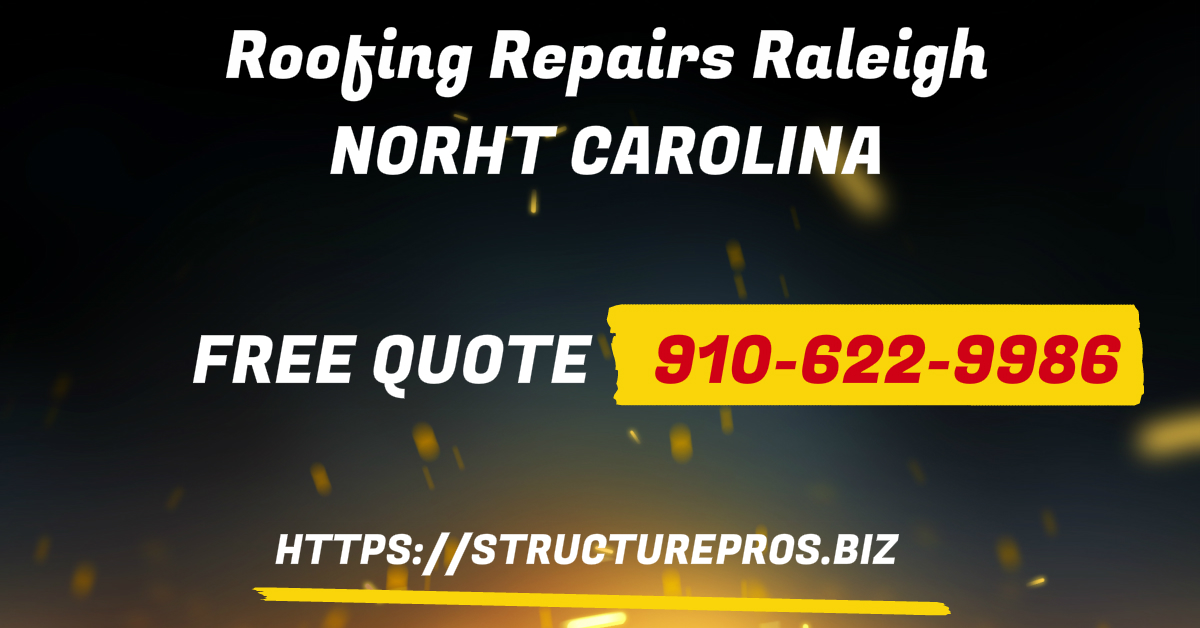 Roofing Repairs Raleigh
NORHT CAROLINA
FREE QUOTE 910-622-9986
HTTPS://STRUCTUREPROS.BIZ